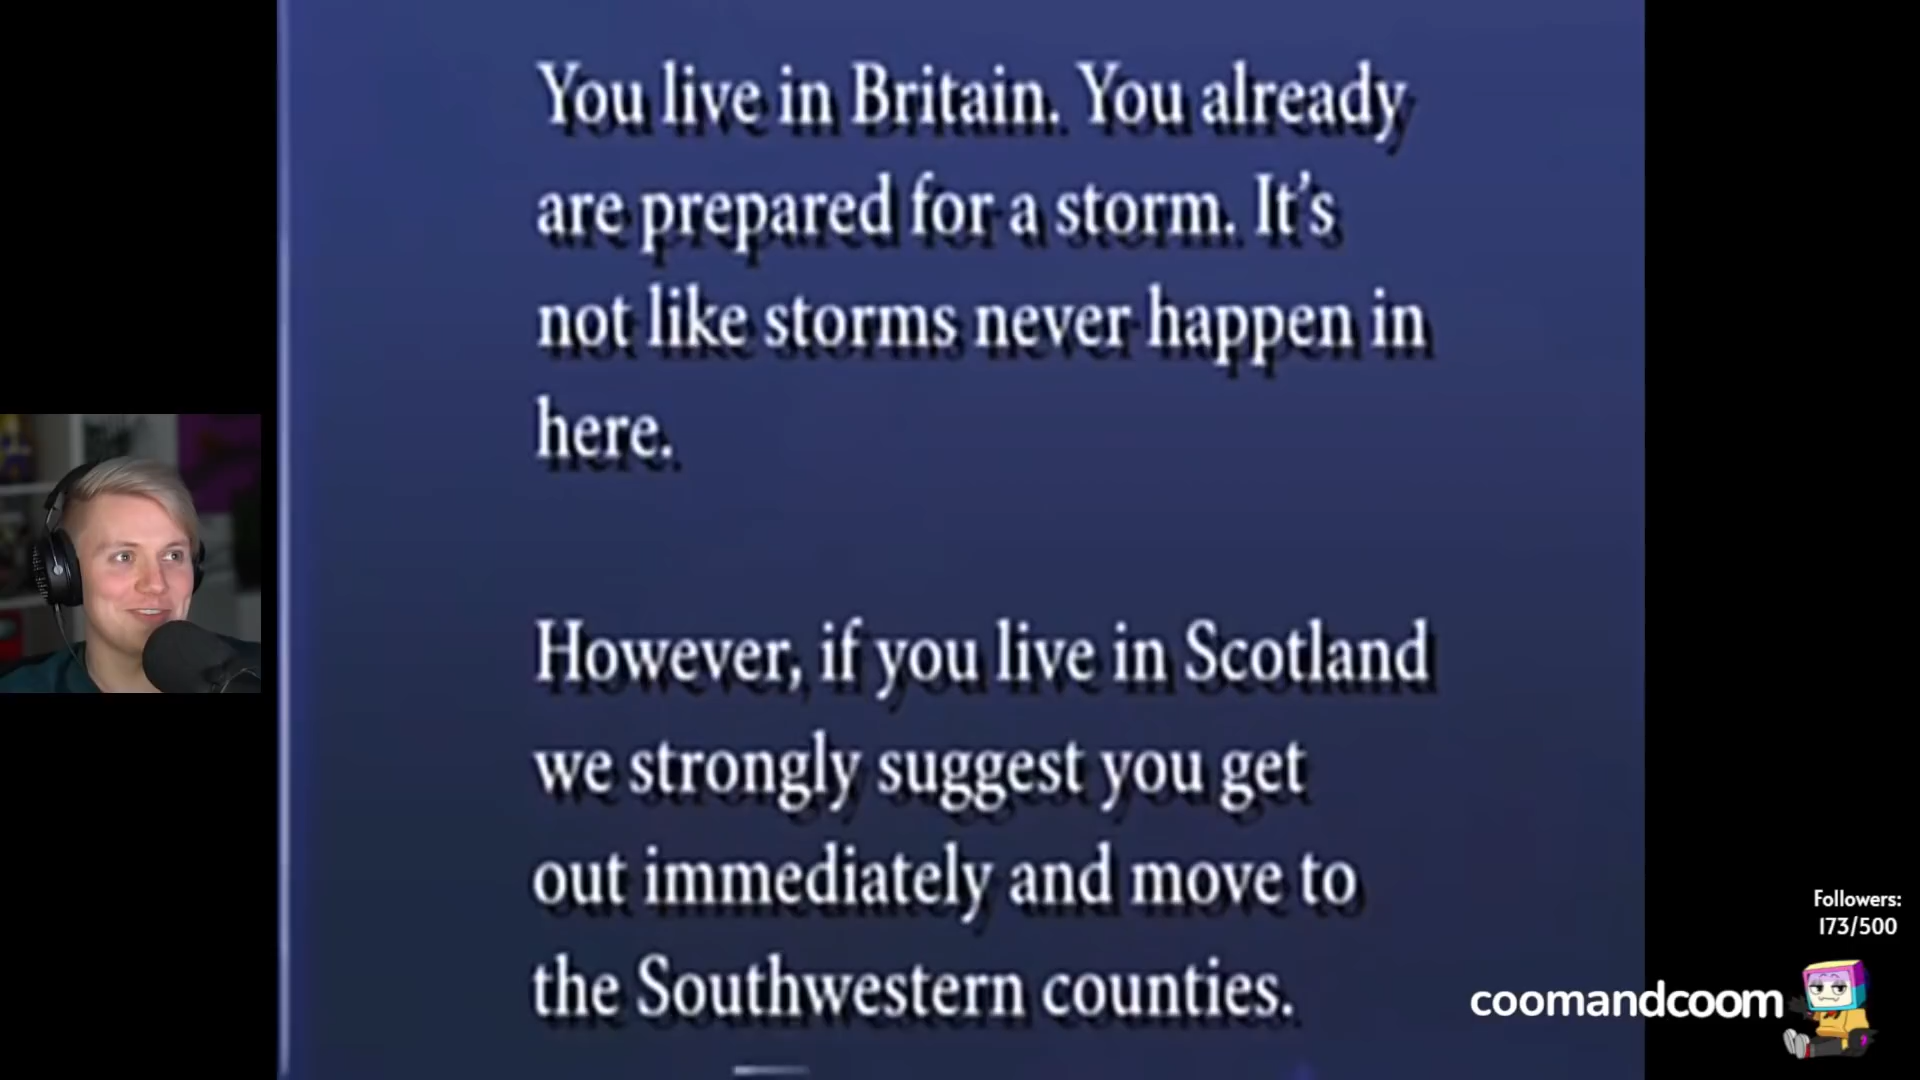 You live in Britain. You already
are prepared for a storm. It's
not like storms never happen in
here.
However, if you live in Scotland
we strongly suggest you get
out immediately and move to
the Southwestern counties.
Followers:
173/500
coomandcoom